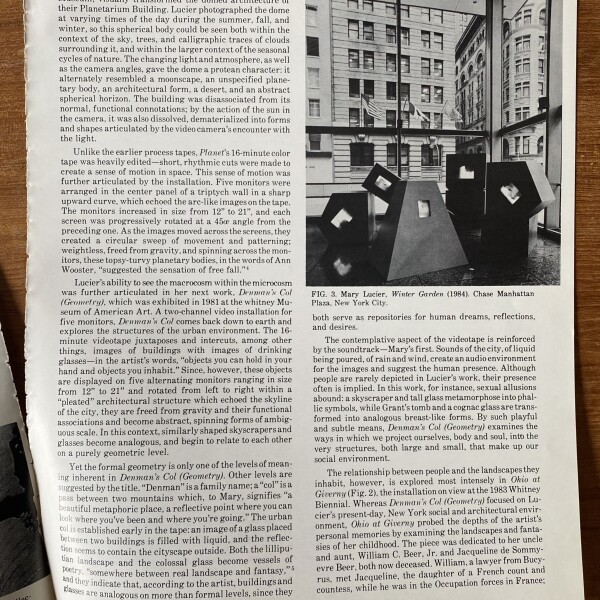 their Planetarium Building. Lucier photographed the dome
at varying times of the day during the summer, fall, and
winter, so this spherical body could be seen both within the
context of the sky, trees, and calligraphic traces of clouds
surrounding it, and within the larger context of the seasonal
cycles of nature. The changing light and atmosphere, as well
as the camera angles, gave the dome a protean character: it
alternately resembled a moonscape, an unspecified plane-
tary body, an architectural form, a desert, and an abstract
spherical horizon. The building was disassociated from its
normal, functional connotations; by the action of the sun in
the camera, it was also dissolved, dematerialized into forms
and shapes articulated by the video camera's encounter with
the light.
Unlike the earlier process tapes, Planet's 16-minute color
tape was heavily edited—short, rhythmic cuts were made to
create a sense of motion in space. This sense of motion was
further articulated by the installation. Five monitors were
arranged in the center panel of a triptych wall in a sharp
upward curve, which echoed the arc-like images on the tape.
The monitors increased in size from 12" to 21", and each
screen was progressively rotated at a 45œ angle from the
preceding one. As the images moved across the screens, they
created a circular sweep of movement and patterning;
weightless, freed from gravity, and spinning across the mon-
itors, these topsy-turvy planetary bodies, in the words of Ann
Wooster, "suggested the sensation of free fall."4
Lucier's ability to see the macrocosm within the microcosm
was further articulated in her next work, Denman's Col
(Geometry), which was exhibited in 1981 at the whitney Mu-
seum of American Art. A two-channel video installation for
five monitors, Denman's Col comes back down to earth and
explores the structures of the urban environment. The 16-
minute videotape juxtaposes and intercuts, among other
things, images of buildings with images of drinking
glasses—in the artist's words, "objects you can hold in your
hand and objects you inhabit." Since, however, these objects
are displayed on five alternating monitors ranging in size
from 12" to 21" and rotated from left to right within a
"pleated" architectural structure which echoed the skyline
of the city, they are freed from gravity and their functional
associations and become abstract, spinning forms of ambig-
uous scale. In this context, similarly shaped skyscrapers and
glasses become analogous, and begin to relate to each other
on a purely geometric level.
Yet the formal geometry is only one of the levels of mean-
ing inherent in Denman's Col (Geometry). Other levels are
suggested by the title. "Denman" is a family name; a "col" is a
pass between two mountains which, to Mary, signifies "a
beautiful metaphoric place, a reflective point where you can
look where you've been and where you're going." The urban
col is established early in the tape: an image of a glass placed
between two buildings is filled with liquid, and the reflec-
tion seems to contain the cityscape outside. Both the lillipu-
tian landscape and the colossal glass become vessels of
poetry, "somewhere between real landscape and fantasy,"5
and they indicate that, according to the artist, buildings and
glasses are analogous on more than formal levels, since they
FIG. 3. Mary Lucier, Winter Garden (1984). Chase Manhattan
Plaza, New York City.
both serve as repositories for human dreams, reflections,
and desires.
The contemplative aspect of the videotape is reinforced
by the soundtrack—Mary's first. Sounds of the city, of liquid
being poured, of rain and wind, create an audio environment
for the images and suggest the human presence. Although
people are rarely depicted in Lucier's work, their presence
often is implied. In this work, for instance, sexual allusions
abound: a skyscraper and tall glass metamorphose into phal-
lic symbols, while Grant's tomb and a cognac glass are trans-
formed into analogous breast-like forms. By such playful
and subtle means, Denman's Col (Geometry) examines the
ways in which we project ourselves, body and soul, into the
very structures, both large and small, that make up our
social environment.
The relationship between people and the landscapes they
inhabit, however, is explored most intensely in Ohio at
Giverny (Fig. 2), the installation on view at the 1983 Whitney
Biennial. Whereas Denman's Col (Geometry) focused on Lu-
cier's present-day, New York social and architectural envir-
onment, Ohio at Giverny probed the depths of the artist's
personal memories by examining the landscapes and fanta-
sies of her childhood. The piece was dedicated to her uncle
and aunt, William C. Beer, Jr. and Jacqueline de Sommy-
evre Beer, both now deceased. William, a lawyer from Bucy-
rus, met Jacqueline, the daughter of a French count and
countess, while he was in the Occupation forces in France;